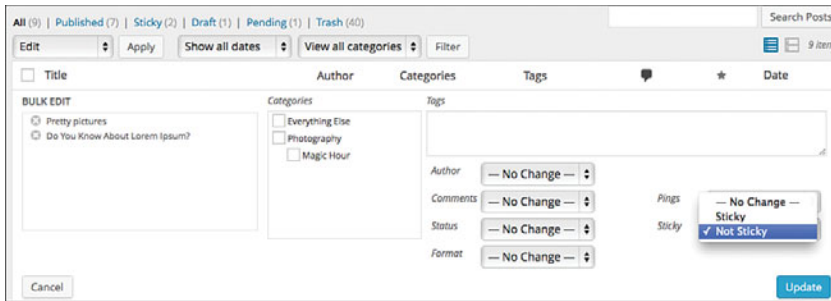 All (9) | Published (7) | Sticky (2) | Draft (1) | Pending (1) | Trash (40)
Search Posts
Edit Apply Show all dates View all categories Filter 9 item
Title Author Categories Tags Date
BULK EDIT Categories Tags
Pretty pictures
Do You Know About Lorem Ipsum?
Everything Else
Photography
Magic Hour
Author — No Change —
Comments — No Change — Pings — No Change —
Sticky
Status — No Change — Sticky ✓ Not Sticky
Format — No Change —
Cancel Update